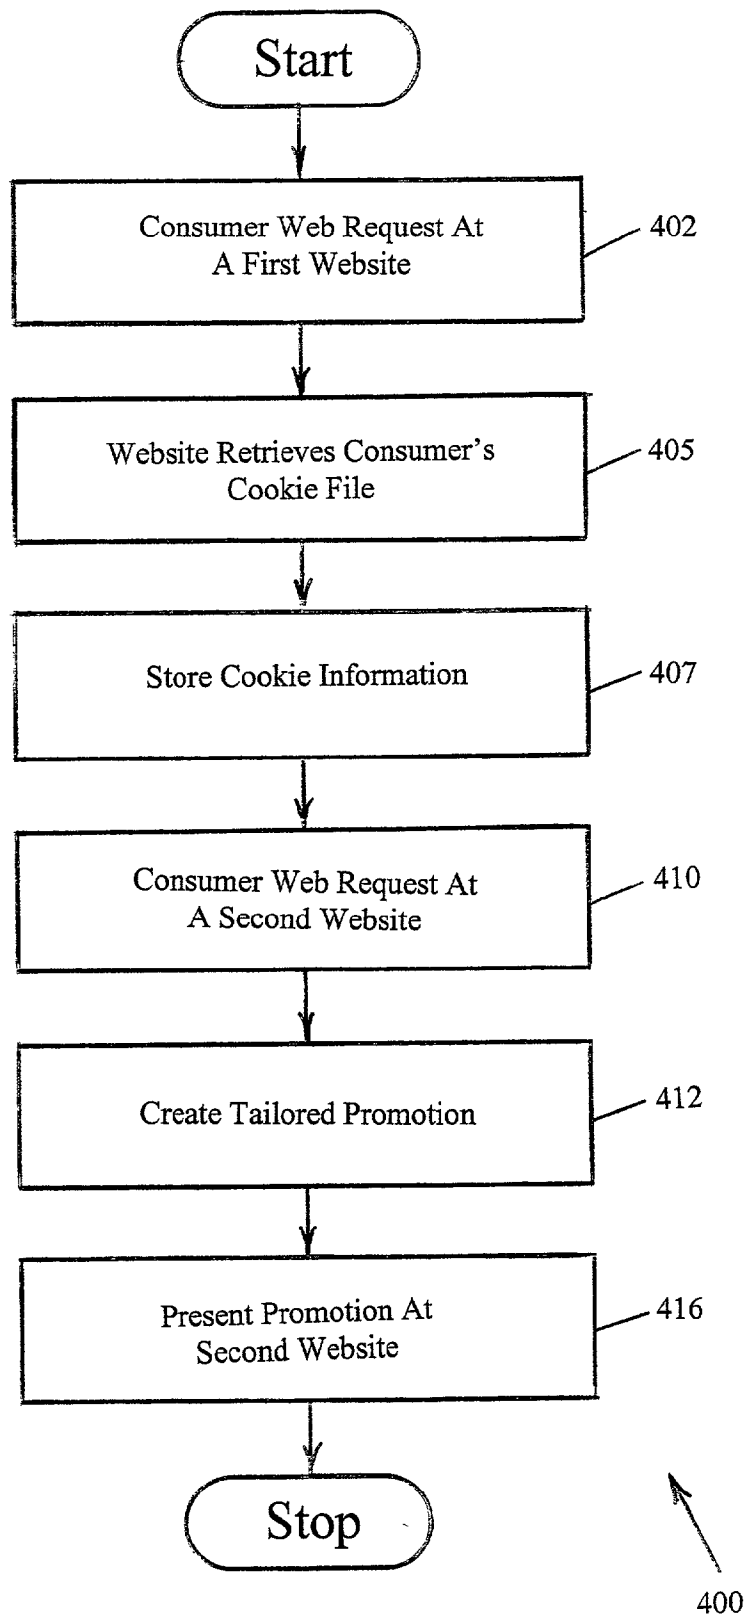 Start
Consumer Web Request At
A First Website
402
Website Retrieves Consumer's
Cookie File
405
Store Cookie Information
407
Consumer Web Request At
A Second Website
410
Create Tailored Promotion
412
Present Promotion At
Second Website
416
Stop
400